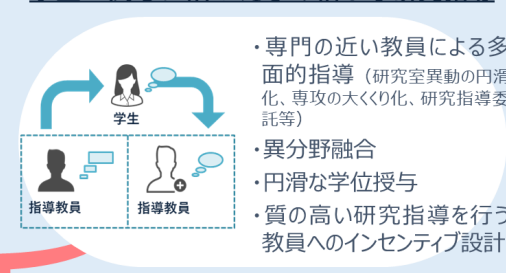 ・専門の近い教員による多
面的指導（研究室異動の円滑
化、専攻の大くくり化、研究指導委
託等）
・異分野融合
・円滑な学位授与
・質の高い研究指導を行う
教員へのインセンティブ設計
学生
指導教員
指導教員